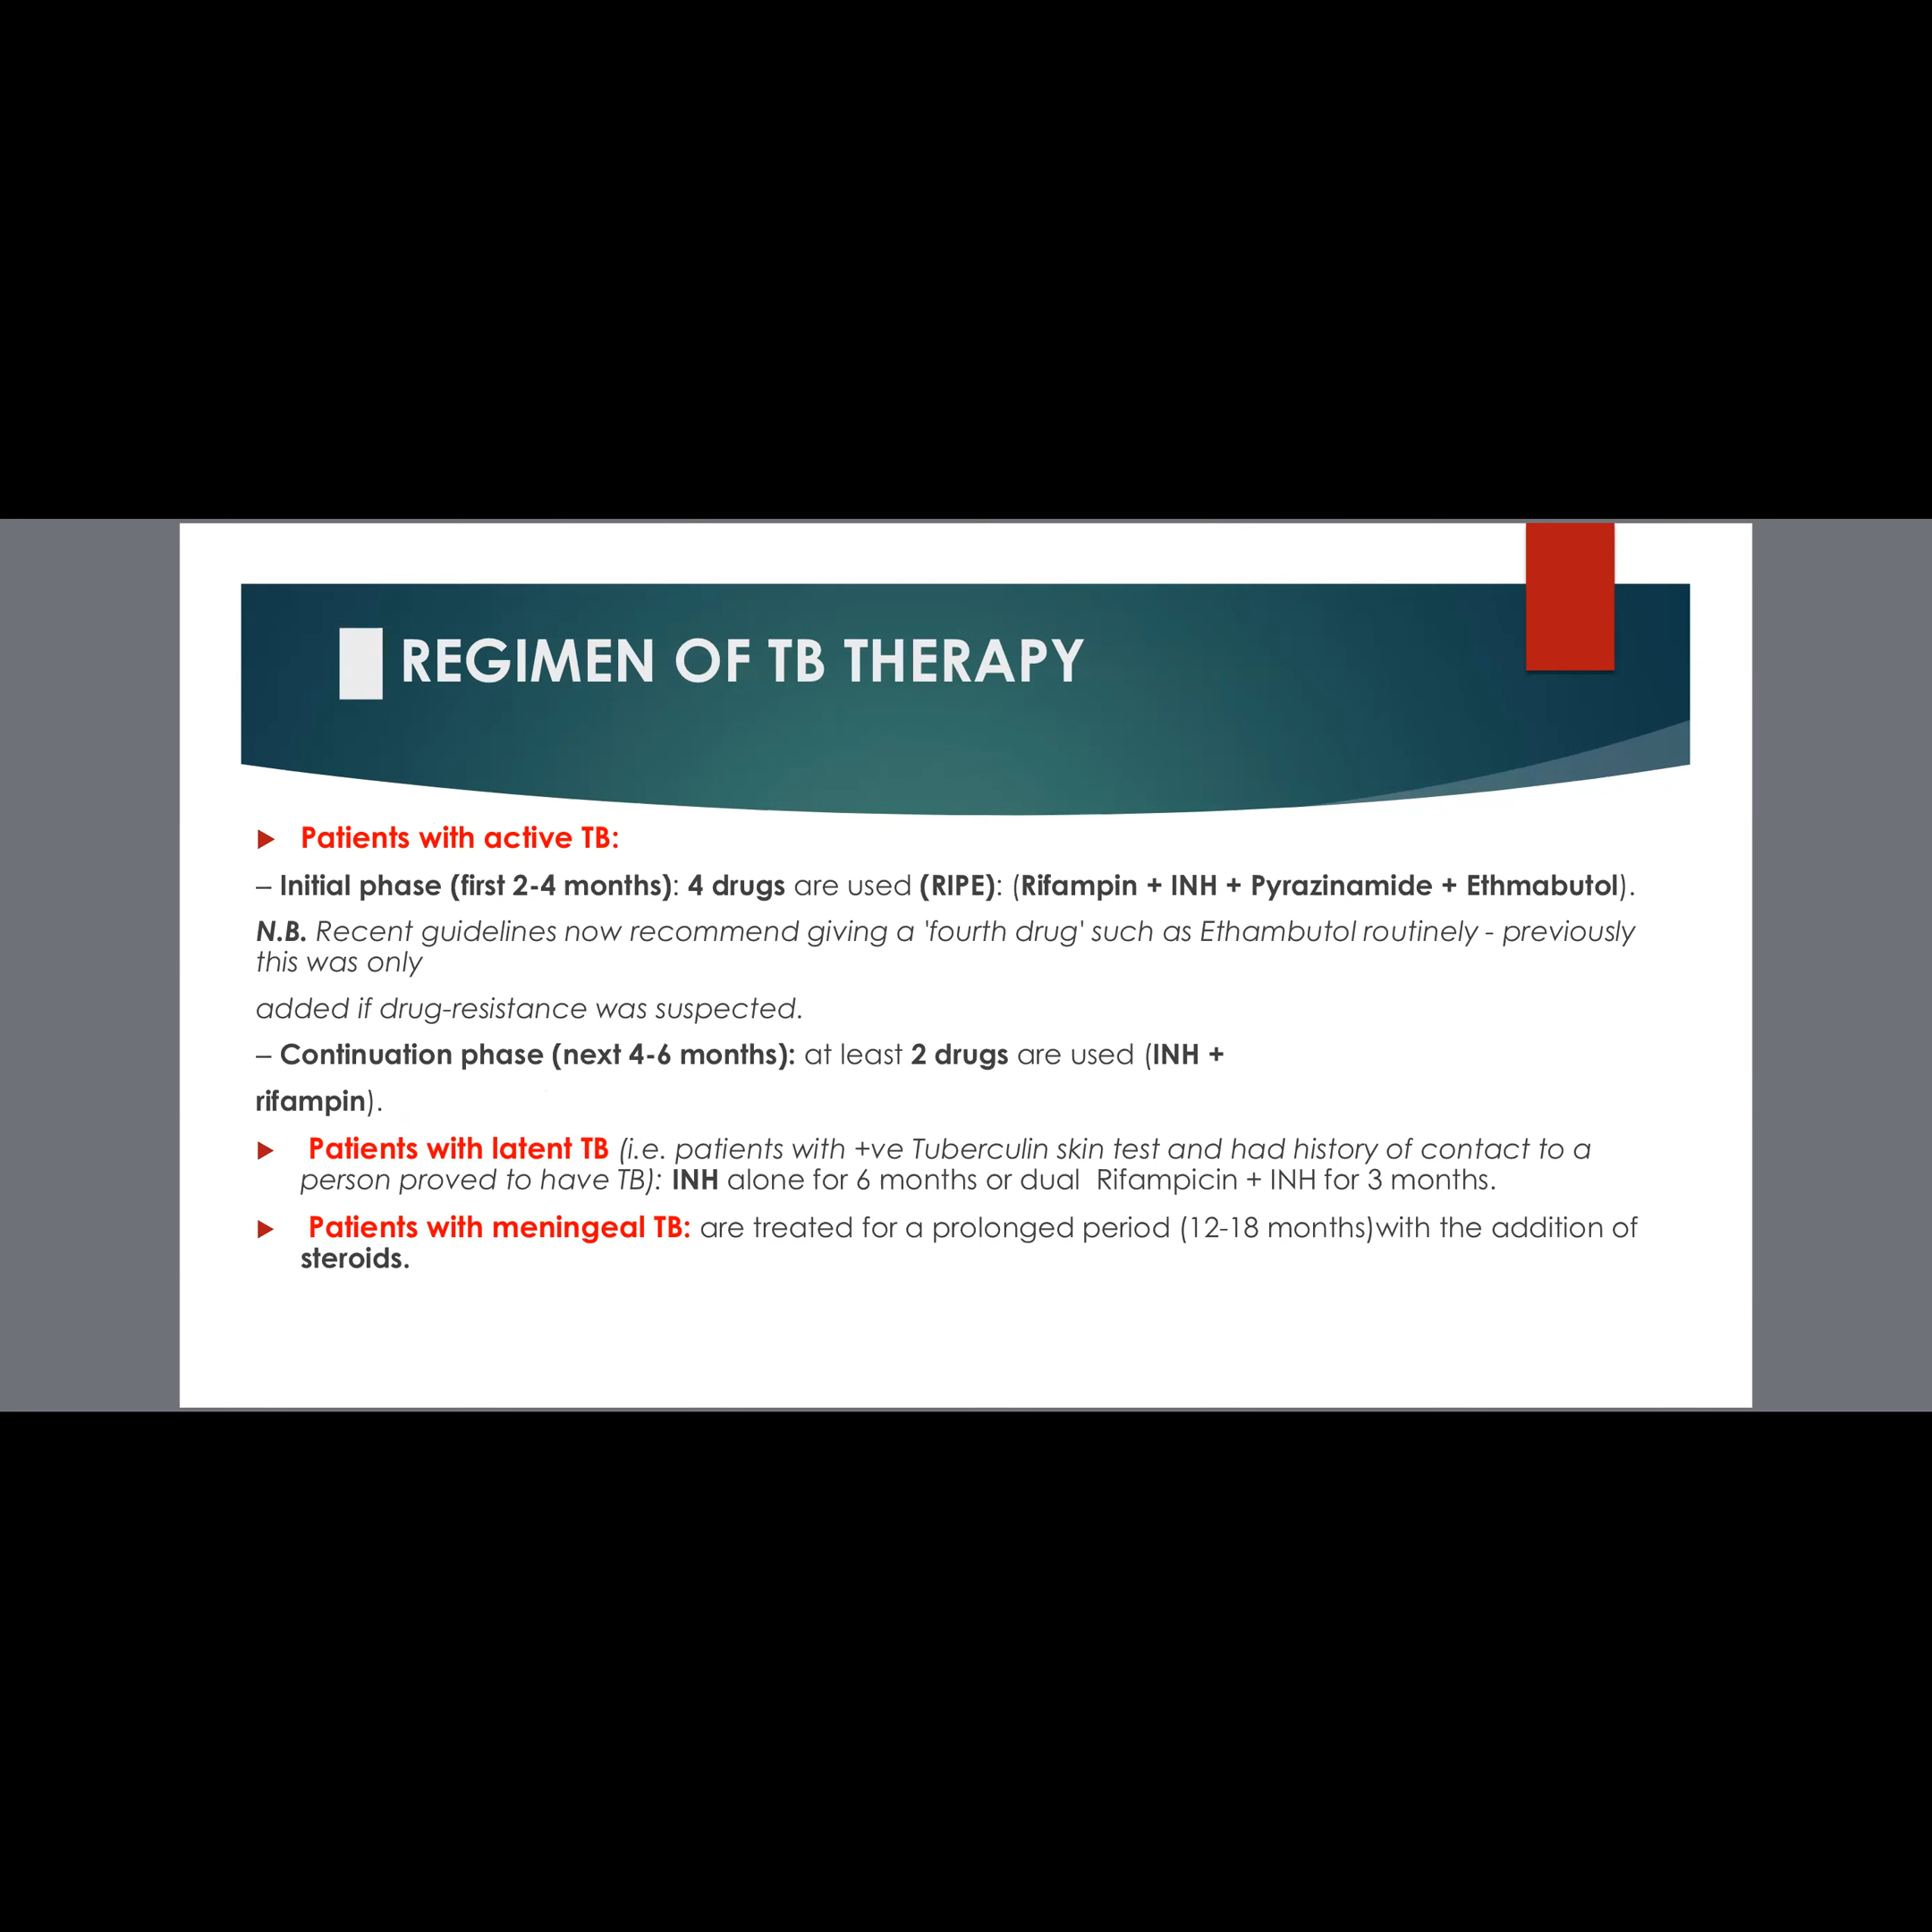 REGIMEN OF TB THERAPY
Patients with active TB:
– Initial phase (first 2-4 months): 4 drugs are used (RIPE): (Rifampin + INH + Pyrazinamide + Ethmabutol).
N.B. Recent guidelines now recommend giving a 'fourth drug' such as Ethambutol routinely - previously
this was only
added if drug-resistance was suspected.
– Continuation phase (next 4-6 months): at least 2 drugs are used (INH +
rifampin).
Patients with latent TB (i.e. patients with +ve Tuberculin skin test and had history of contact to a
person proved to have TB): INH alone for 6 months or dual Rifampicin + INH for 3 months.
Patients with meningeal TB: are treated for a prolonged period (12-18 months)with the addition of
steroids.